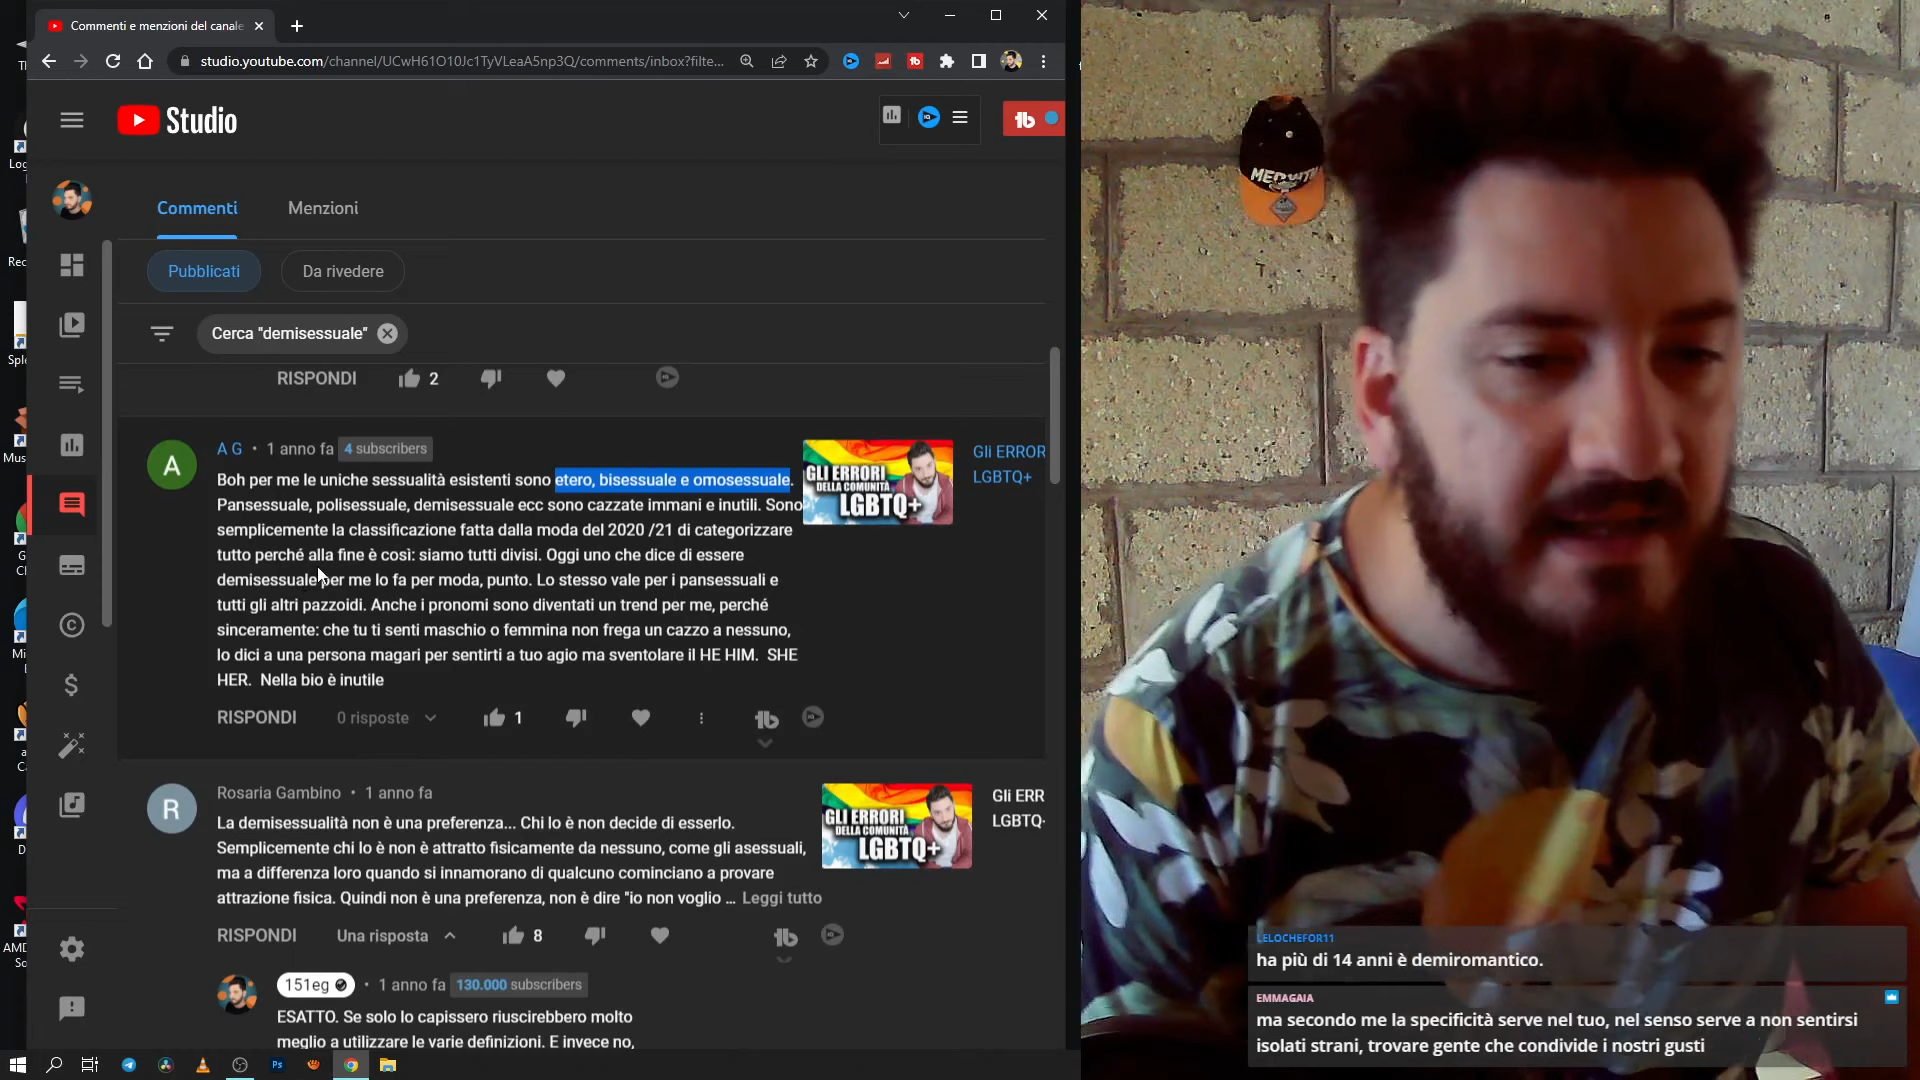 Commenti e menzioni del canale
studio.youtube.com/channel/UCwH61O10Jc1TyVLeaA5np3Q/comments/inbox?filte...
Studio
Commenti
Menzioni
Pubblicati
Da rivedere
Cerca "demisessuale"
RISPONDI 2
A
A G • 1 anno fa 4 subscribers
Boh per me le uniche sessualità esistenti sono etero, bisessuale e omosessuale.
Pansessuale, polisessuale, demisessuale ecc sono cazzate immani e inutili. Sono
semplicemente la classificazione fatta dalla moda del 2020 /21 di categorizzare
tutto perché alla fine è così: siamo tutti divisi. Oggi uno che dice di essere
demisessuale per me lo fa per moda, punto. Lo stesso vale per i pansessuali e
tutti gli altri pazzoidi. Anche i pronomi sono diventati un trend per me, perché
sinceramente: che tu ti senti maschio o femmina non frega un cazzo a nessuno,
lo dici a una persona magari per sentirti a tuo agio ma sventolare il HE HIM. SHE
HER. Nella bio è inutile
GLI ERRORI
DELLA COMUNITÀ
LGBTQ+
Gli ERROR
LGBTQ+
RISPONDI 0 risposte 1
R
Rosaria Gambino • 1 anno fa
La demisessualità non è una preferenza... Chi lo è non decide di esserlo.
Semplicemente chi lo è non è attratto fisicamente da nessuno, come gli asessuali,
ma a differenza loro quando si innamorano di qualcuno cominciano a provare
attrazione fisica. Quindi non è una preferenza, non è dire "io non voglio ... Leggi tutto
GLI ERRORI
DELLA COMUNITÀ
LGBTQ+
Gli ERR
LGBTQ
RISPONDI Una risposta 8
151eg • 1 anno fa 130.000 subscribers
ESATTO. Se solo lo capissero riuscirebbero molto
meglio a utilizzare le varie definizioni. E invece no,
LELOCHEFOR11
ha più di 14 anni è demiromantico.
EMMAGAIA
ma secondo me la specificità serve nel tuo, nel senso serve a non sentirsi
isolati strani, trovare gente che condivide i nostri gusti